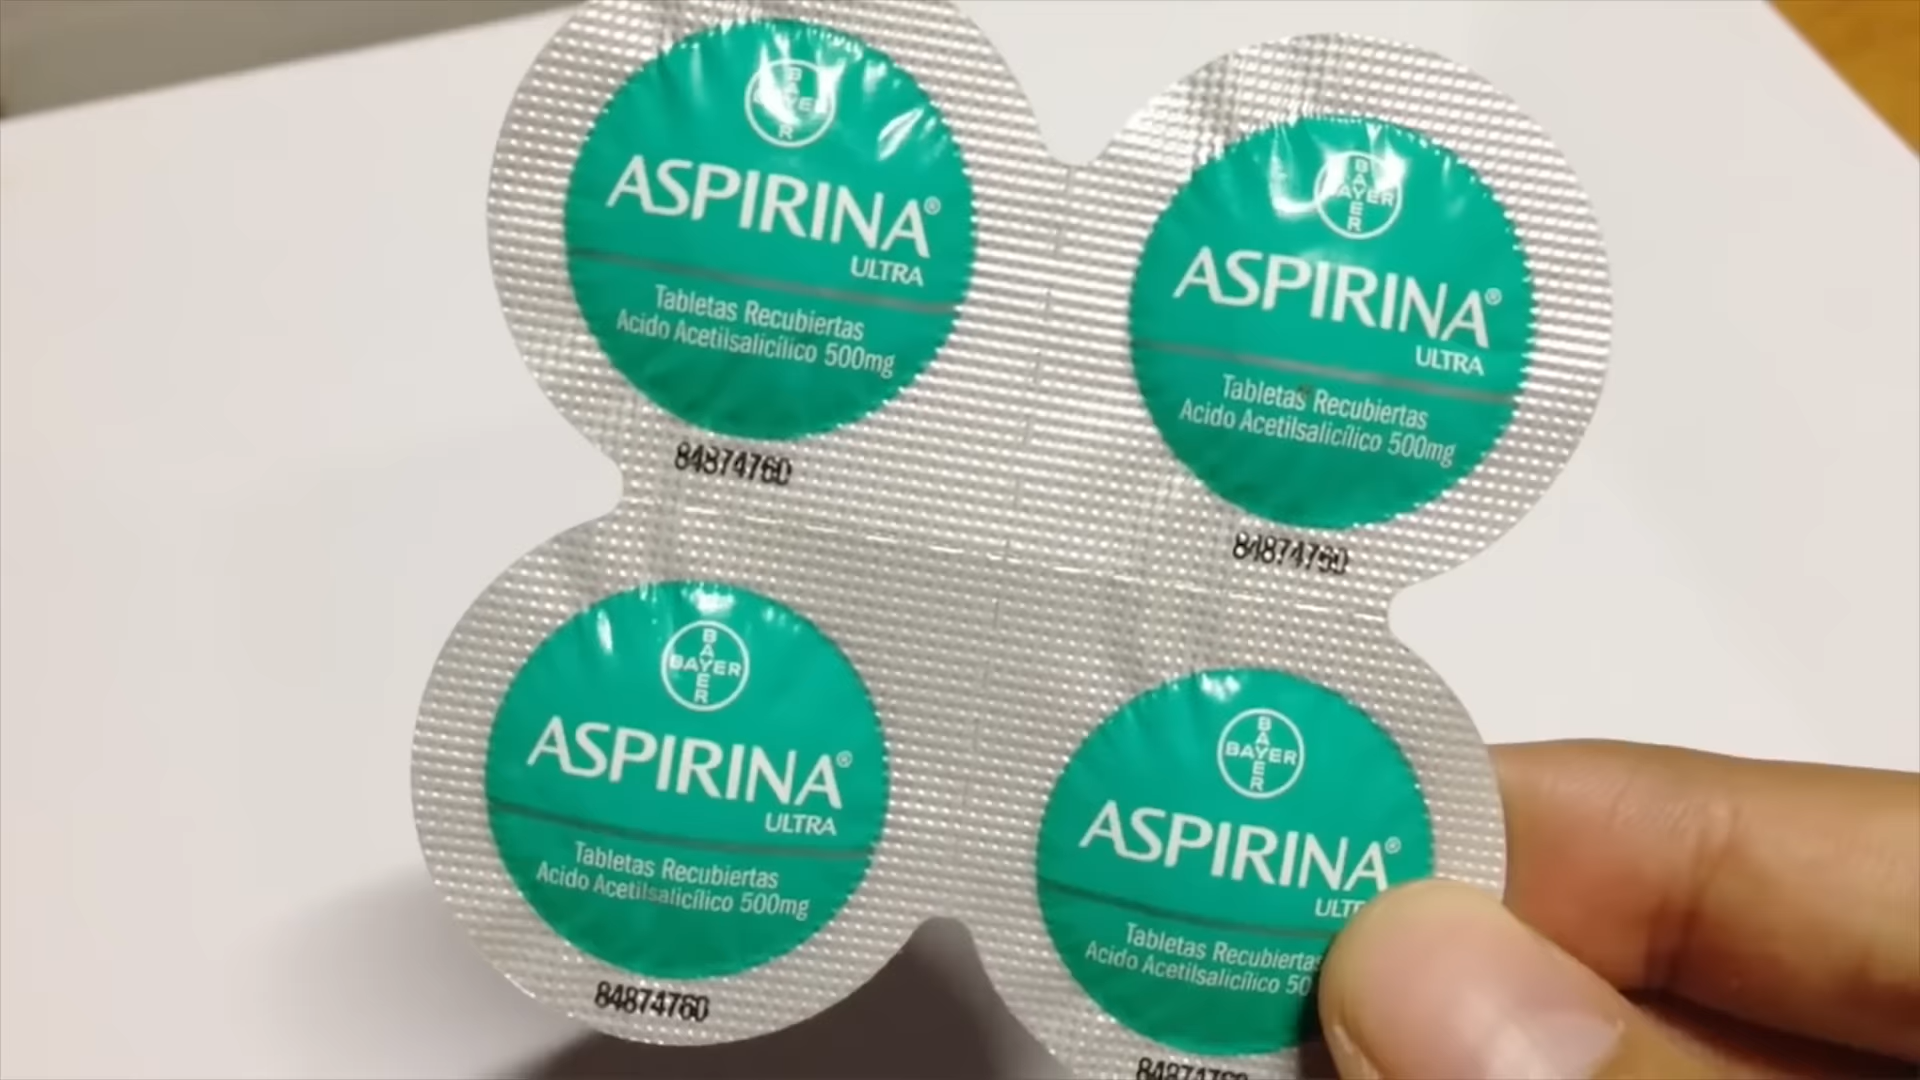 BAYER
BAYER
ASPIRINA®
ULTRA
Tabletas Recubiertas
Acido Acetilsalicílico 500mg
84874760
BAYER
BAYER
ASPIRINA®
ULTRA
Tabletas Recubiertas
Acido Acetilsalicílico 500mg
84874760
BAYER
BAYER
ASPIRINA®
ULTRA
Tabletas Recubiertas
Acido Acetilsalicílico 500mg
84874760
BAYER
BAYER
ASPIRINA®
Tabletas
Acido Acetilsalicílico